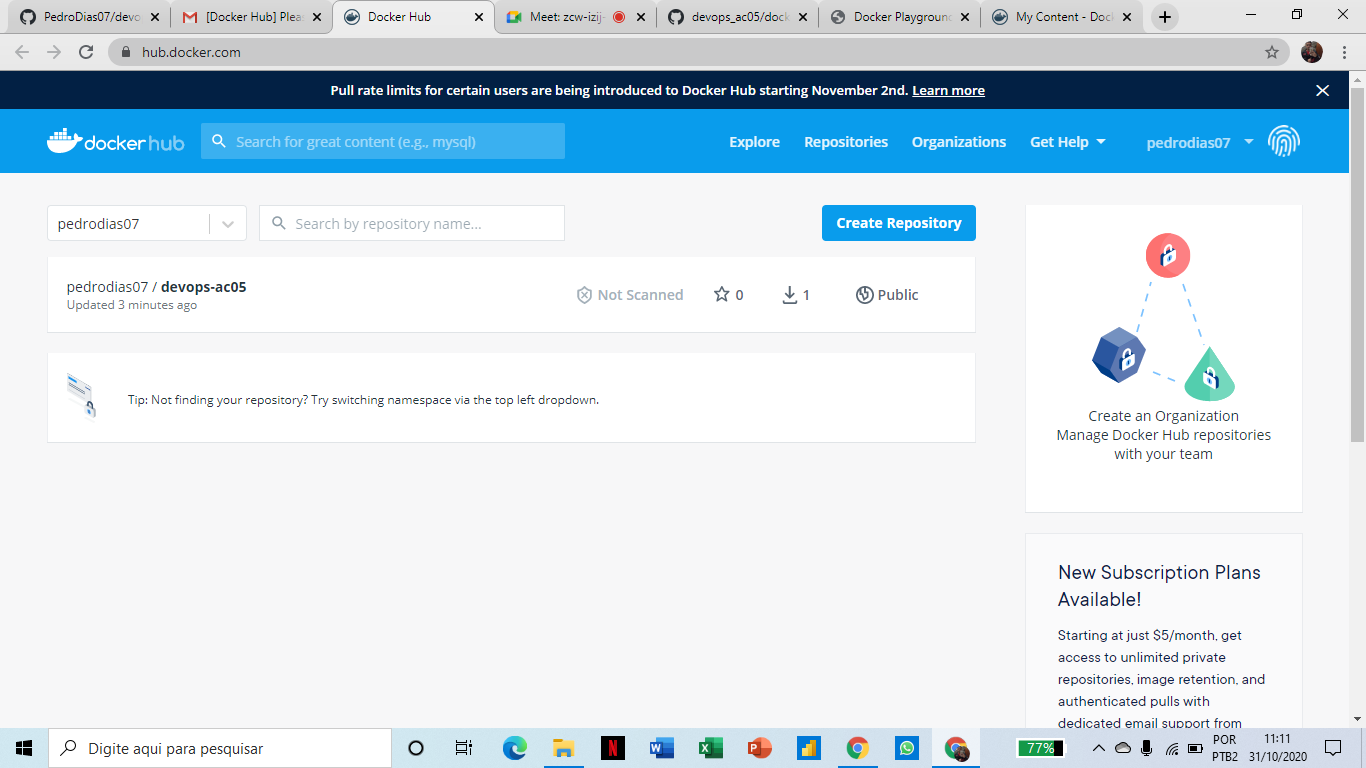 PedroDias07/devo
[Docker Hub] Plea
Docker Hub
Meet: zcw-izij-
devops_ac05/dock
Docker Playground
My Content - Doc
hub.docker.com
Pull rate limits for certain users are being introduced to Docker Hub starting November 2nd. Learn more
docker hub
Search for great content (e.g., mysql)
Explore
Repositories
Organizations
Get Help
pedrodias07
pedrodias07
Search by repository name...
Create Repository
pedrodias07 / devops-ac05
Updated 3 minutes ago
Not Scanned
0
1
Public
Tip: Not finding your repository? Try switching namespace via the top left dropdown.
Create an Organization
Manage Docker Hub repositories
with your team
New Subscription Plans
Available!
Starting at just $5/month, get
access to unlimited private
repositories, image retention, and
authenticated pulls with
dedicated email support from
Digite aqui para pesquisar
77%
POR
PTB2
11:11
31/10/2020